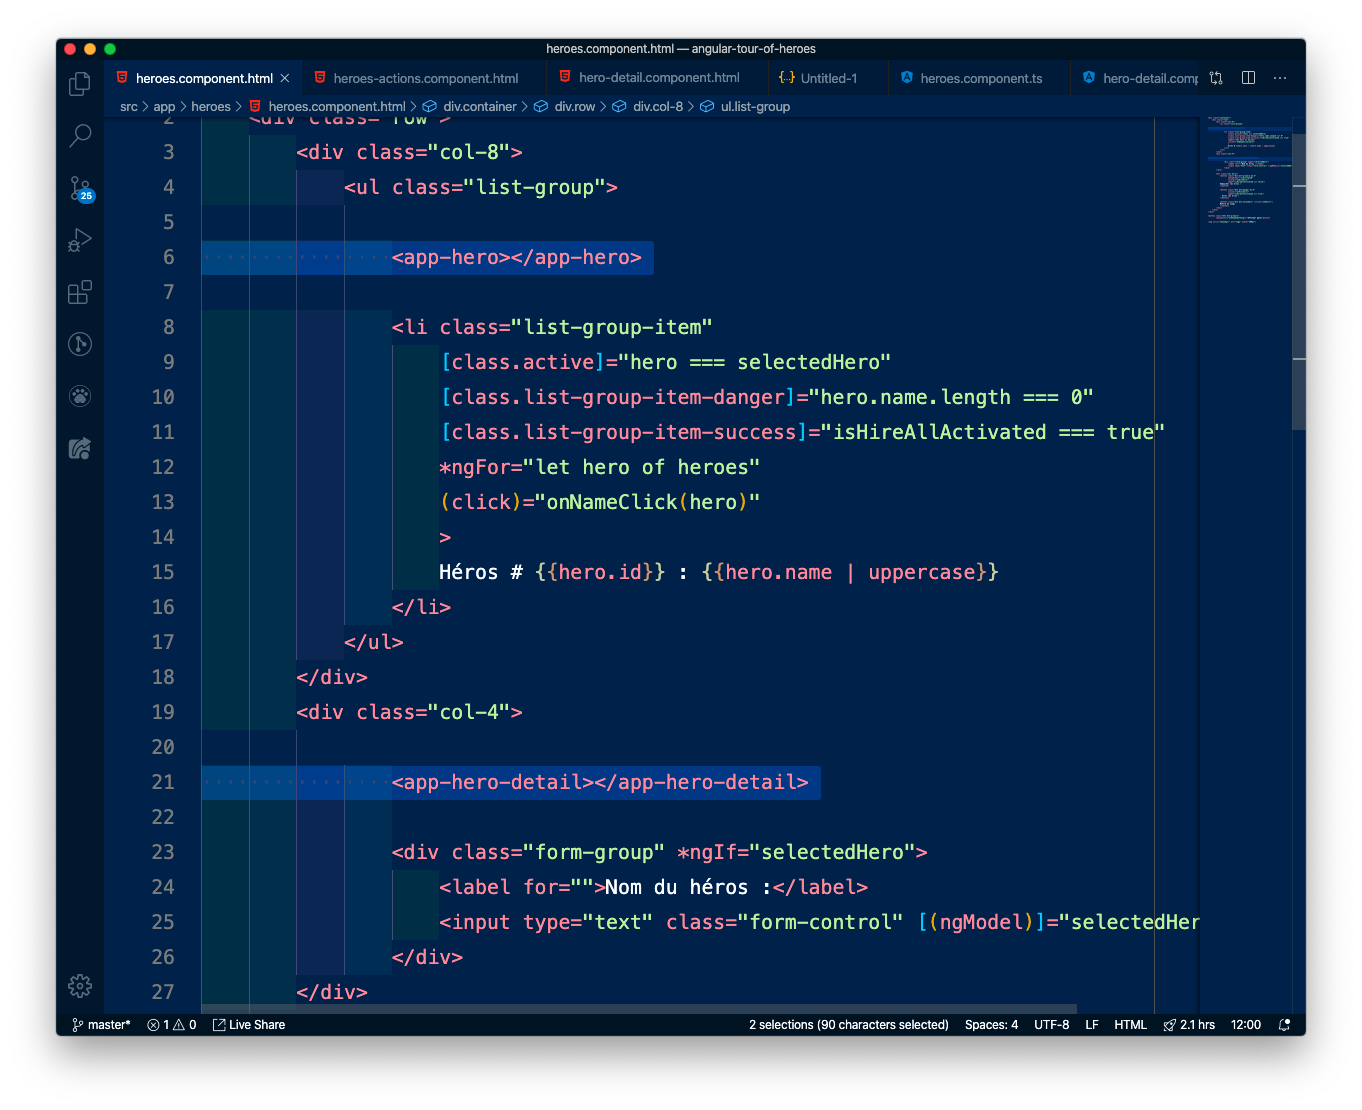 heroes.component.html — angular-tour-of-heroes
heroes.component.html
heroes-actions.component.html
hero-detail.component.html
{..} Untitled-1
heroes.component.ts
hero-detail.comp
src > app > heroes > heroes.component.html > div.container > div.row > div.col-8 > ul.list-group
2 <div class="row">
3 <div class="col-8">
4 <ul class="list-group">
5
6 <app-hero></app-hero>
7
8 <li class="list-group-item"
9 [class.active]="hero === selectedHero"
10 [class.list-group-item-danger]="hero.name.length === 0"
11 [class.list-group-item-success]="isHireAllActivated === true"
12 *ngFor="let hero of heroes"
13 (click)="onNameClick(hero)"
14 >
15 Héros # {{hero.id}} : {{hero.name | uppercase}}
16 </li>
17 </ul>
18 </div>
19 <div class="col-4">
20
21 <app-hero-detail></app-hero-detail>
22
23 <div class="form-group" *ngIf="selectedHero">
24 <label for="">Nom du héros :</label>
25 <input type="text" class="form-control" [(ngModel)]="selectedHer
26 </div>
27 </div>
25
master* 1 0 Live Share 2 selections (90 characters selected) Spaces: 4 UTF-8 LF HTML 2.1 hrs 12:00